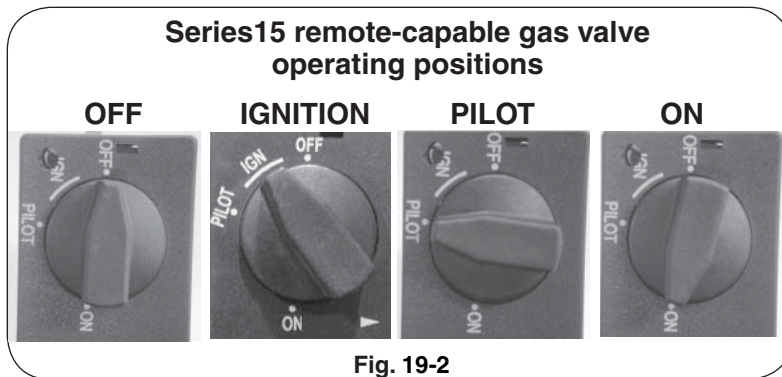 Series15 remote-capable gas valve
operating positions
OFF IGNITION PILOT ON
OFF
IGN
PILOT
ON
OFF
IGN
PILOT
ON
OFF
IGN
PILOT
ON
OFF
IGN
PILOT
ON
Fig. 19-2